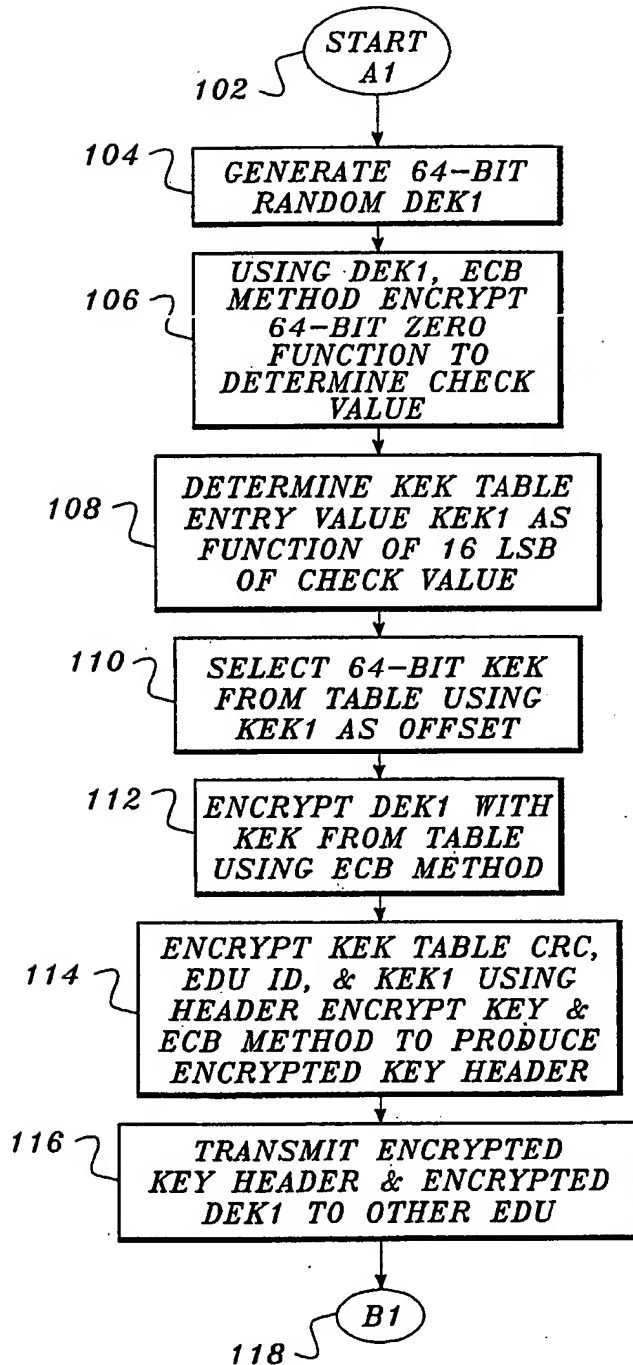 START
A1
102
104
GENERATE 64-BIT
RANDOM DEK1
106
USING DEK1, ECB
METHOD ENCRYPT
64-BIT ZERO
FUNCTION TO
DETERMINE CHECK
VALUE
108
DETERMINE KEK TABLE
ENTRY VALUE KEK1 AS
FUNCTION OF 16 LSB
OF CHECK VALUE
110
SELECT 64-BIT KEK
FROM TABLE USING
KEK1 AS OFFSET
112
ENCRYPT DEK1 WITH
KEK FROM TABLE
USING ECB METHOD
114
ENCRYPT KEK TABLE CRC,
EDU ID, & KEK1 USING
HEADER ENCRYPT KEY &
ECB METHOD TO PRODUCE
ENCRYPTED KEY HEADER
116
TRANSMIT ENCRYPTED
KEY HEADER & ENCRYPTED
DEK1 TO OTHER EDU
B1
118